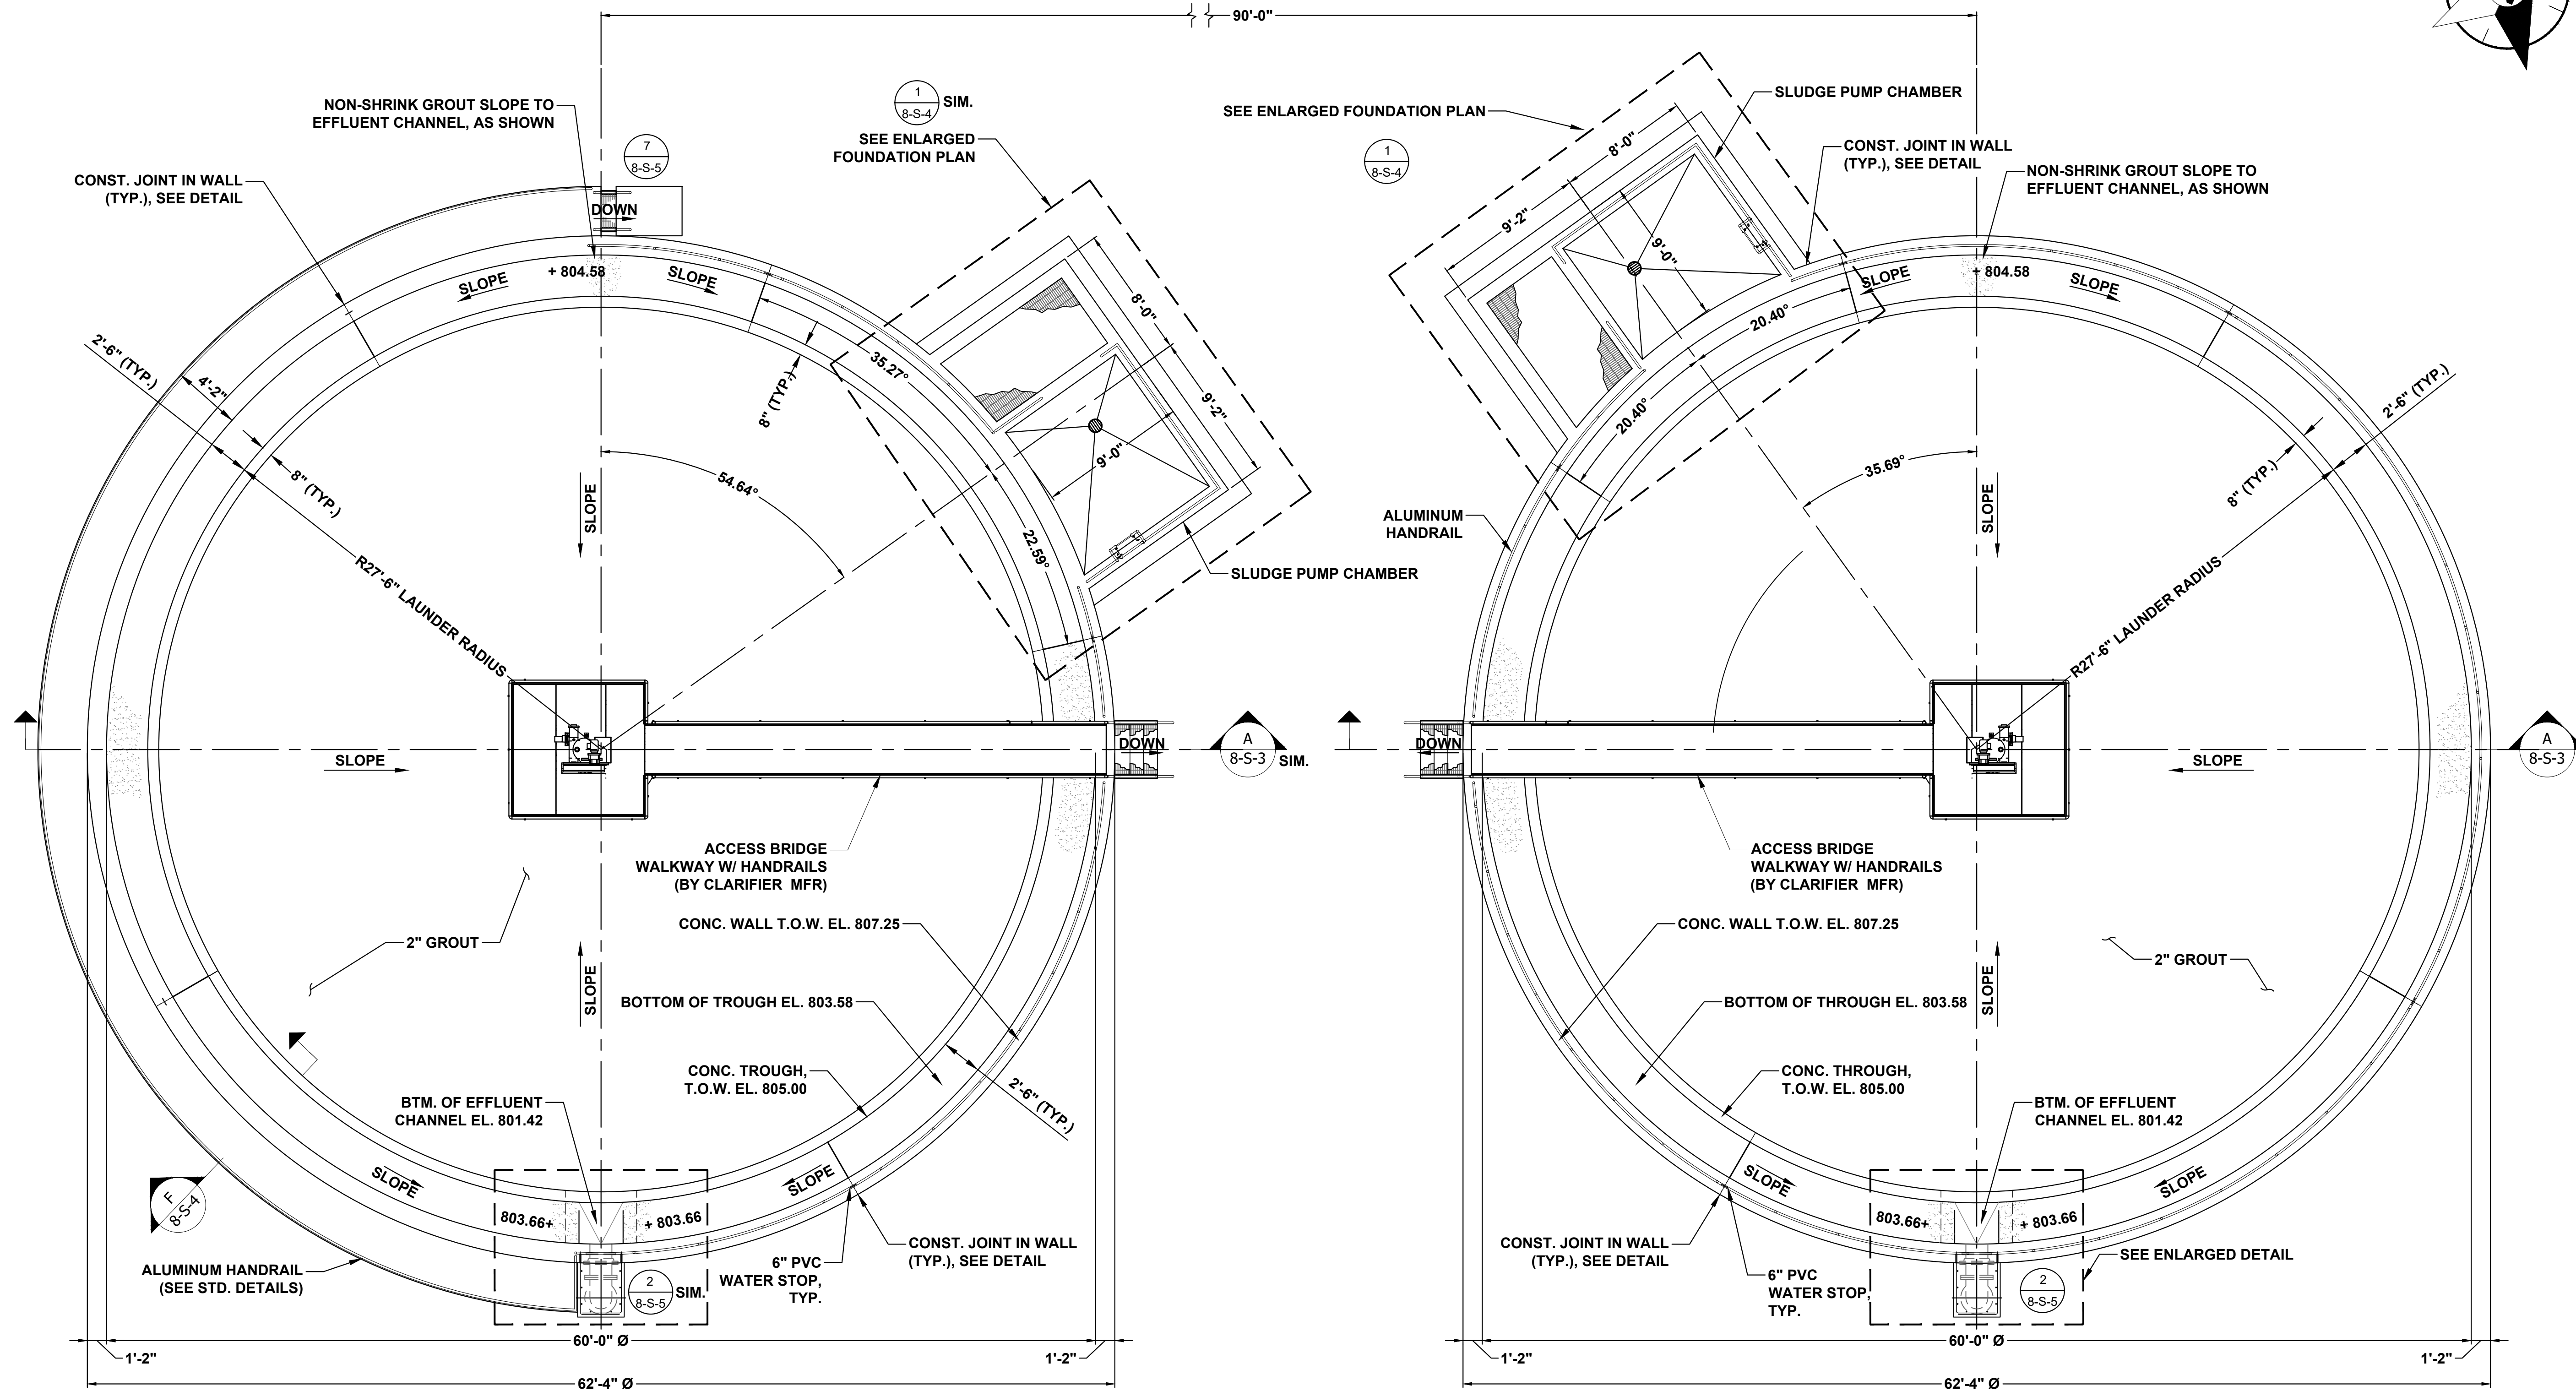 90'-0"
NON-SHRINK GROUT SLOPE TO
EFFLUENT CHANNEL, AS SHOWN
7
8-S-5
CONST. JOINT IN WALL
(TYP.), SEE DETAIL
DOWN
1
8-S-4
SIM.
SEE ENLARGED
FOUNDATION PLAN
SLOPE
+ 804.58
SLOPE
2'-6" (TYP.)
4'-2"
8" (TYP.)
8" (TYP.)
35.27°
8'-0"
9'-2"
9'-0"
54.64°
22.59°
SLOPE
R27'-6" LAUNDER RADIUS
SLUDGE PUMP CHAMBER
SLOPE
DOWN
A
8-S-3
SIM.
ACCESS BRIDGE
WALKWAY W/ HANDRAILS
(BY CLARIFIER MFR)
CONC. WALL T.O.W. EL. 807.25
2" GROUT
SLOPE
BOTTOM OF TROUGH EL. 803.58
CONC. TROUGH,
T.O.W. EL. 805.00
2'-6" (TYP.)
BTM. OF EFFLUENT
CHANNEL EL. 801.42
F
8-S-4
SLOPE
SLOPE
803.66+
+ 803.66
ALUMINUM HANDRAIL
(SEE STD. DETAILS)
2
8-S-5
SIM.
6" PVC
WATER STOP,
TYP.
CONST. JOINT IN WALL
(TYP.), SEE DETAIL
60'-0" Ø
1'-2"
1'-2"
62'-4" Ø
SEE ENLARGED FOUNDATION PLAN
1
8-S-4
SLUDGE PUMP CHAMBER
CONST. JOINT IN WALL
(TYP.), SEE DETAIL
NON-SHRINK GROUT SLOPE TO
EFFLUENT CHANNEL, AS SHOWN
8'-0"
9'-2"
9'-0"
SLOPE
+ 804.58
SLOPE
20.40°
20.40°
35.69°
2'-6" (TYP.)
8" (TYP.)
ALUMINUM
HANDRAIL
SLOPE
R27'-6" LAUNDER RADIUS
DOWN
SLOPE
A
8-S-3
ACCESS BRIDGE
WALKWAY W/ HANDRAILS
(BY CLARIFIER MFR)
CONC. WALL T.O.W. EL. 807.25
2" GROUT
SLOPE
BOTTOM OF THROUGH EL. 803.58
CONC. THROUGH,
T.O.W. EL. 805.00
BTM. OF EFFLUENT
CHANNEL EL. 801.42
SLOPE
SLOPE
803.66+
+ 803.66
CONST. JOINT IN WALL
(TYP.), SEE DETAIL
6" PVC
WATER STOP,
TYP.
SEE ENLARGED DETAIL
2
8-S-5
60'-0" Ø
1'-2"
1'-2"
62'-4" Ø